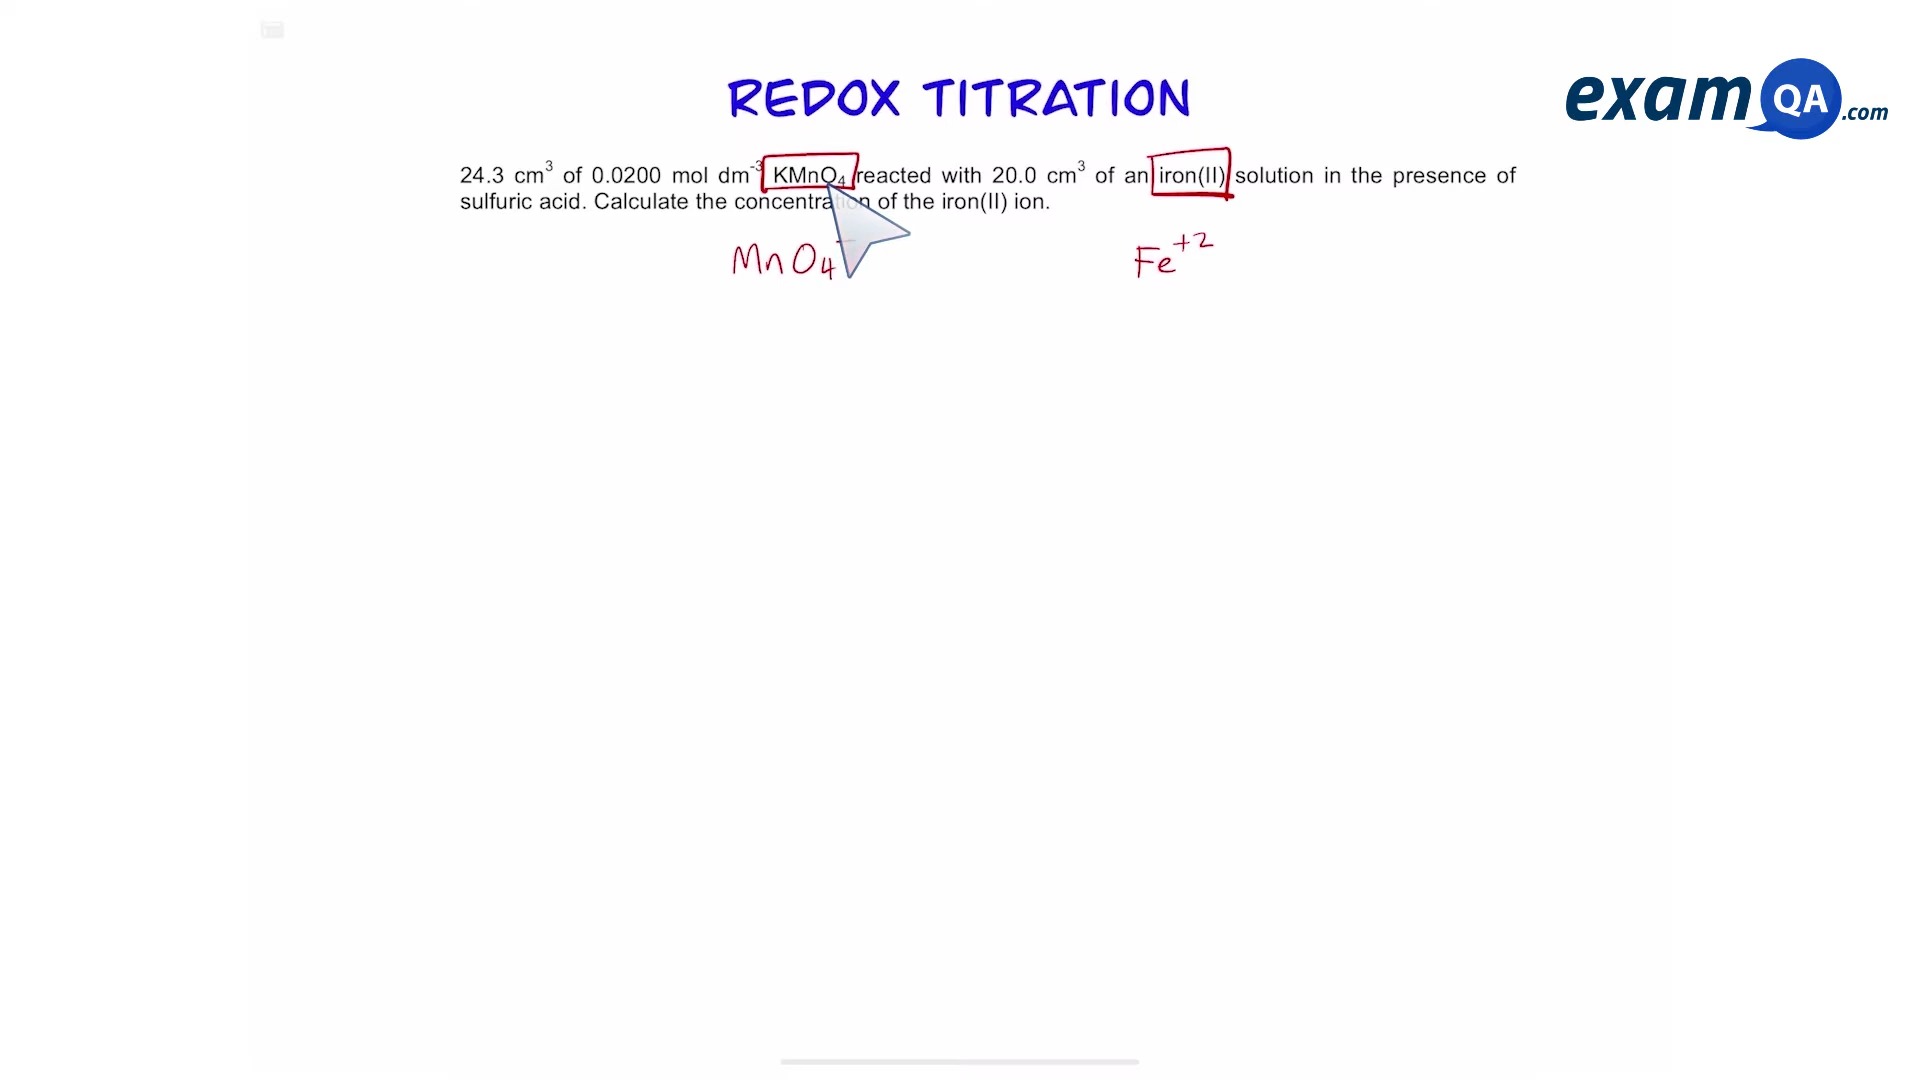 REDOX TITRATION
examQA.com
24.3 cm³ of 0.0200 mol dm⁻³ KMnO₄ reacted with 20.0 cm³ of an iron(II) solution in the presence of
sulfuric acid. Calculate the concentration of the iron(II) ion.
MnO₄⁻ Fe⁺²